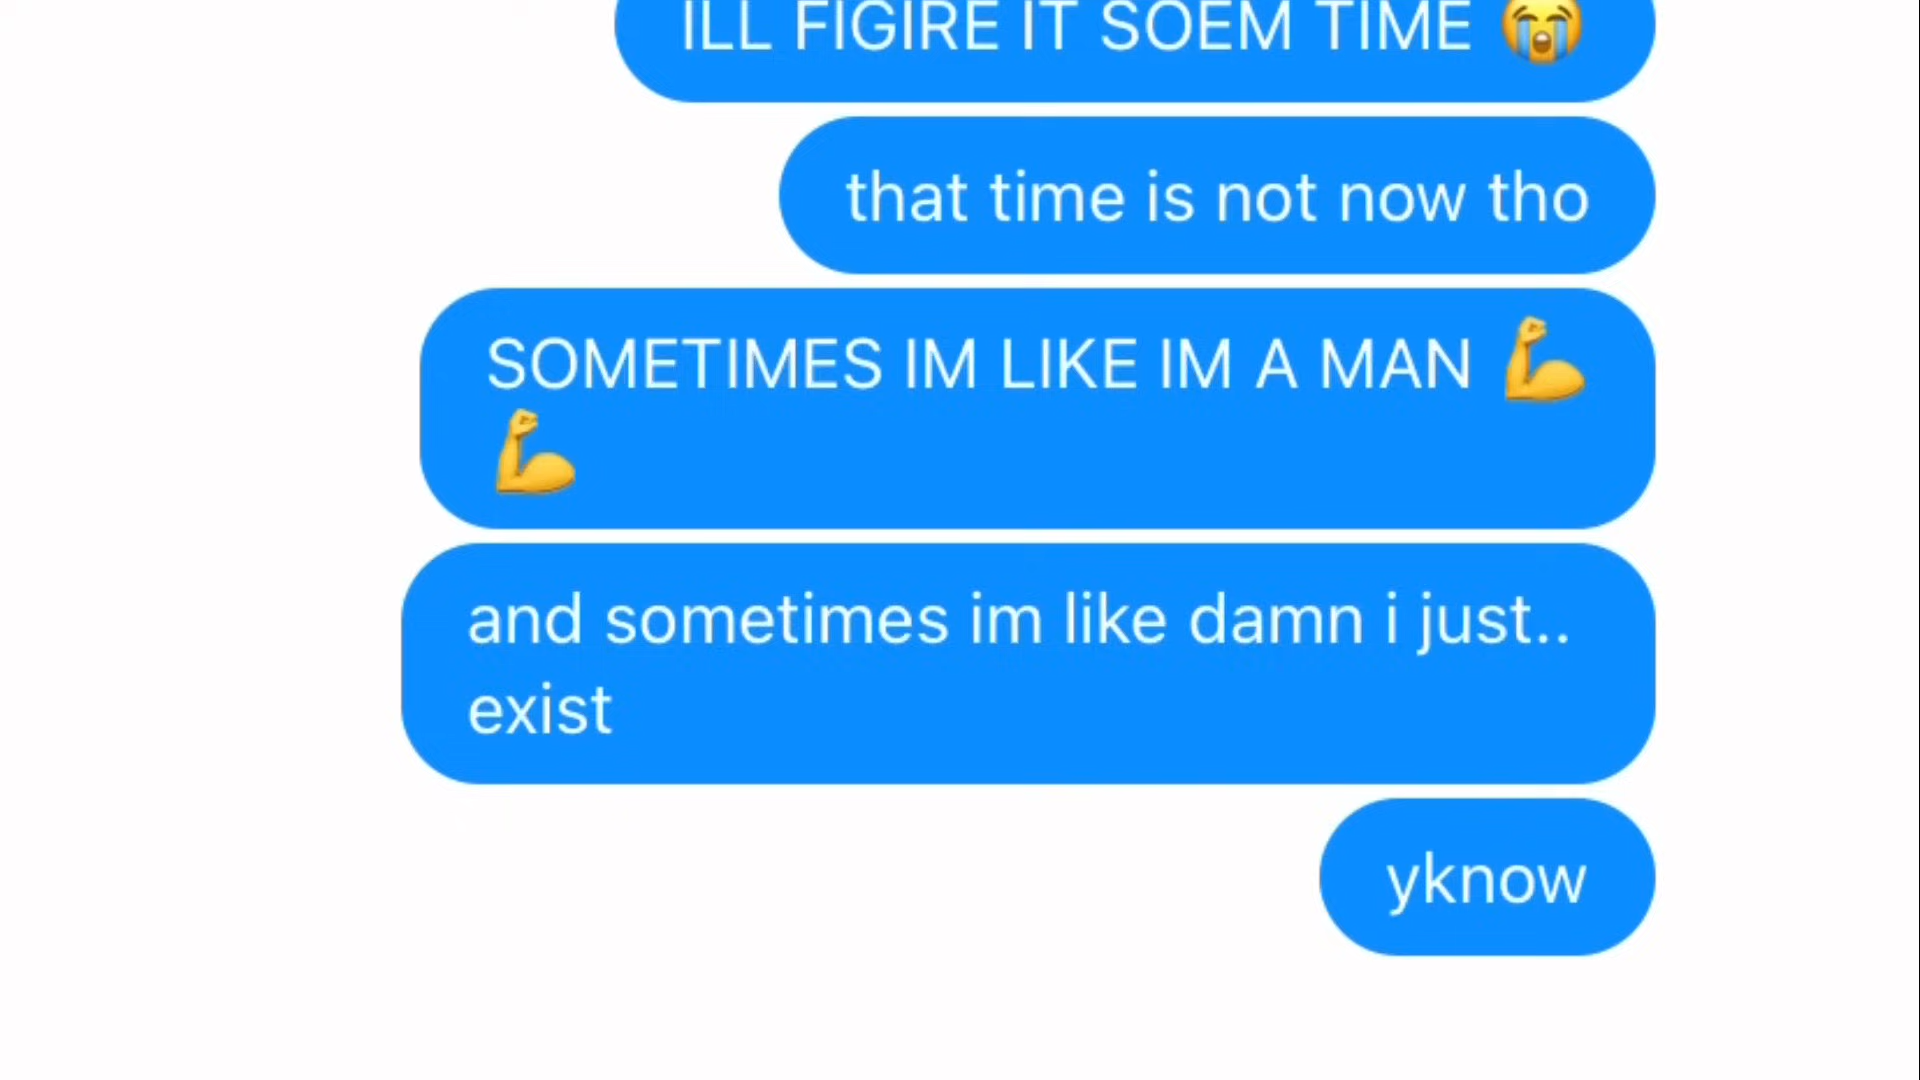 ILL FIGIRE IT SOEM TIME 😭
that time is not now tho
SOMETIMES IM LIKE IM A MAN 💪
💪
and sometimes im like damn i just..
exist
yknow